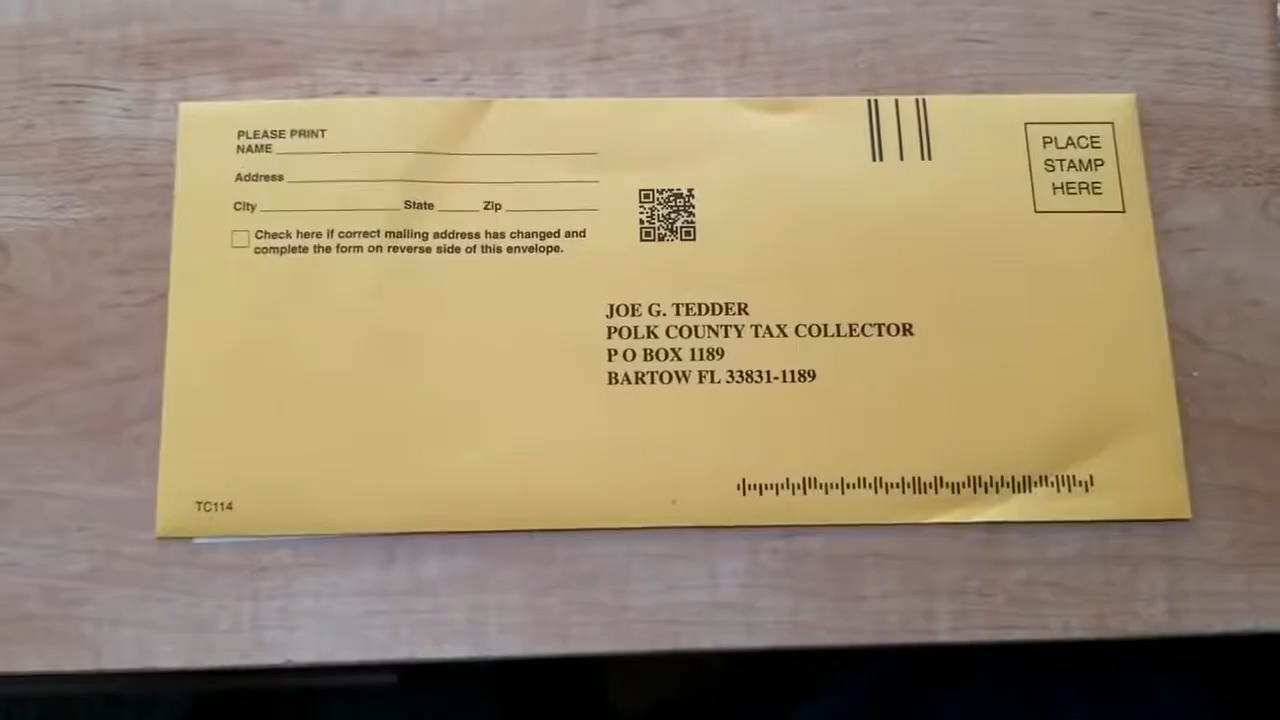 PLEASE PRINT
NAME
Address
City State Zip
Check here if correct mailing address has changed and
complete the form on reverse side of this envelope.
PLACE
STAMP
HERE
JOE G. TEDDER
POLK COUNTY TAX COLLECTOR
P O BOX 1189
BARTOW FL 33831-1189
TC114